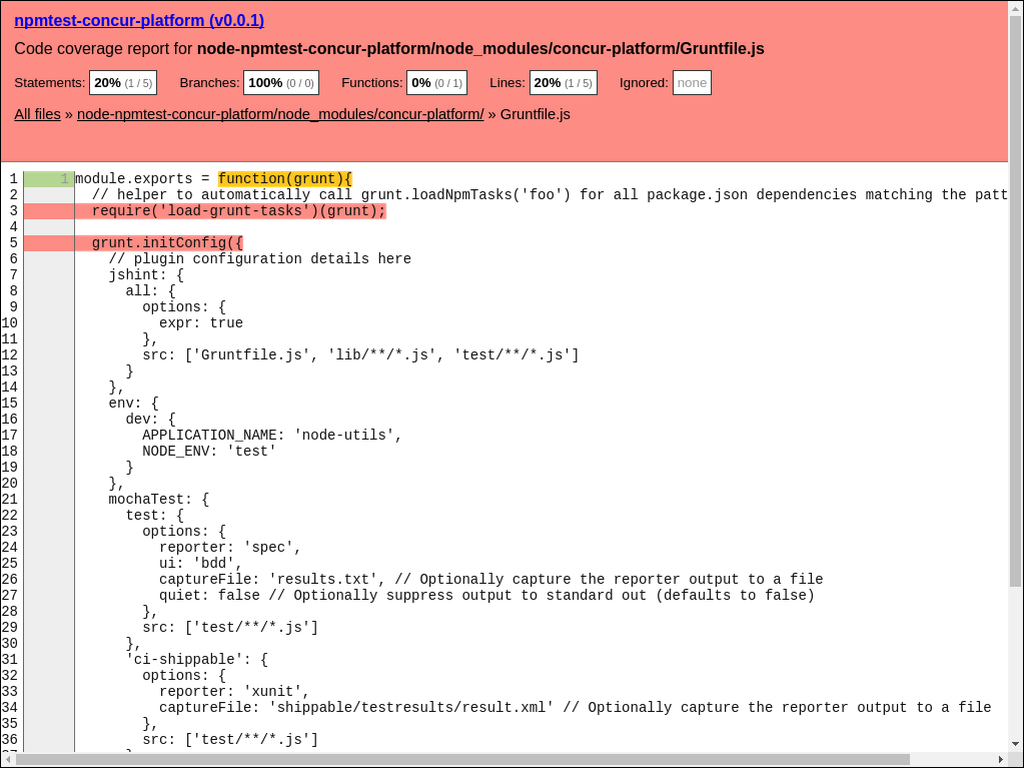 npmtest-concur-platform (v0.0.1)
Code coverage report for node-npmtest-concur-platform/node_modules/concur-platform/Gruntfile.js
Statements: 20% (1 / 5) Branches: 100% (0 / 0) Functions: 0% (0 / 1) Lines: 20% (1 / 5) Ignored: none
All files » node-npmtest-concur-platform/node_modules/concur-platform/ » Gruntfile.js
1 1 module.exports = function(grunt){
2 // helper to automatically call grunt.loadNpmTasks('foo') for all package.json dependencies matching the patt
3 require('load-grunt-tasks')(grunt);
4
5 grunt.initConfig({
6 // plugin configuration details here
7 jshint: {
8 all: {
9 options: {
10 expr: true
11 },
12 src: ['Gruntfile.js', 'lib/**/*.js', 'test/**/*.js']
13 }
14 },
15 env: {
16 dev: {
17 APPLICATION_NAME: 'node-utils',
18 NODE_ENV: 'test'
19 }
20 },
21 mochaTest: {
22 test: {
23 options: {
24 reporter: 'spec',
25 ui: 'bdd',
26 captureFile: 'results.txt', // Optionally capture the reporter output to a file
27 quiet: false // Optionally suppress output to standard out (defaults to false)
28 },
29 src: ['test/**/*.js']
30 },
31 'ci-shippable': {
32 options: {
33 reporter: 'xunit',
34 captureFile: 'shippable/testresults/result.xml' // Optionally capture the reporter output to a file
35 },
36 src: ['test/**/*.js']